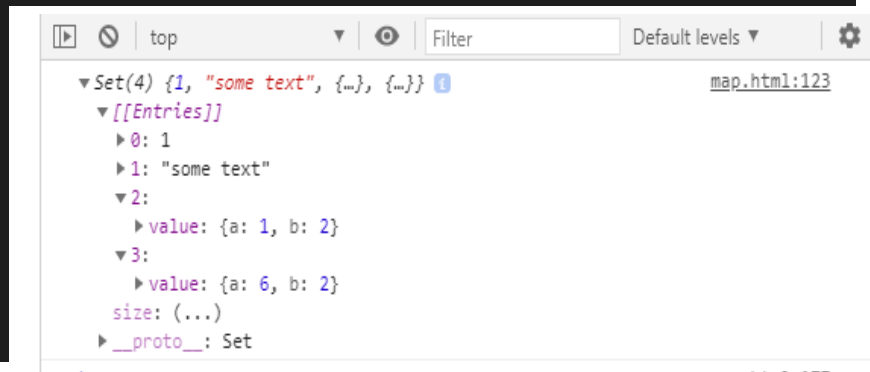 top Filter Default levels
Set(4) {1, "some text", {…}, {…}} i map.html:123
[[Entries]]
0: 1
1: "some text"
2:
value: {a: 1, b: 2}
3:
value: {a: 6, b: 2}
size: (...)
__proto__: Set